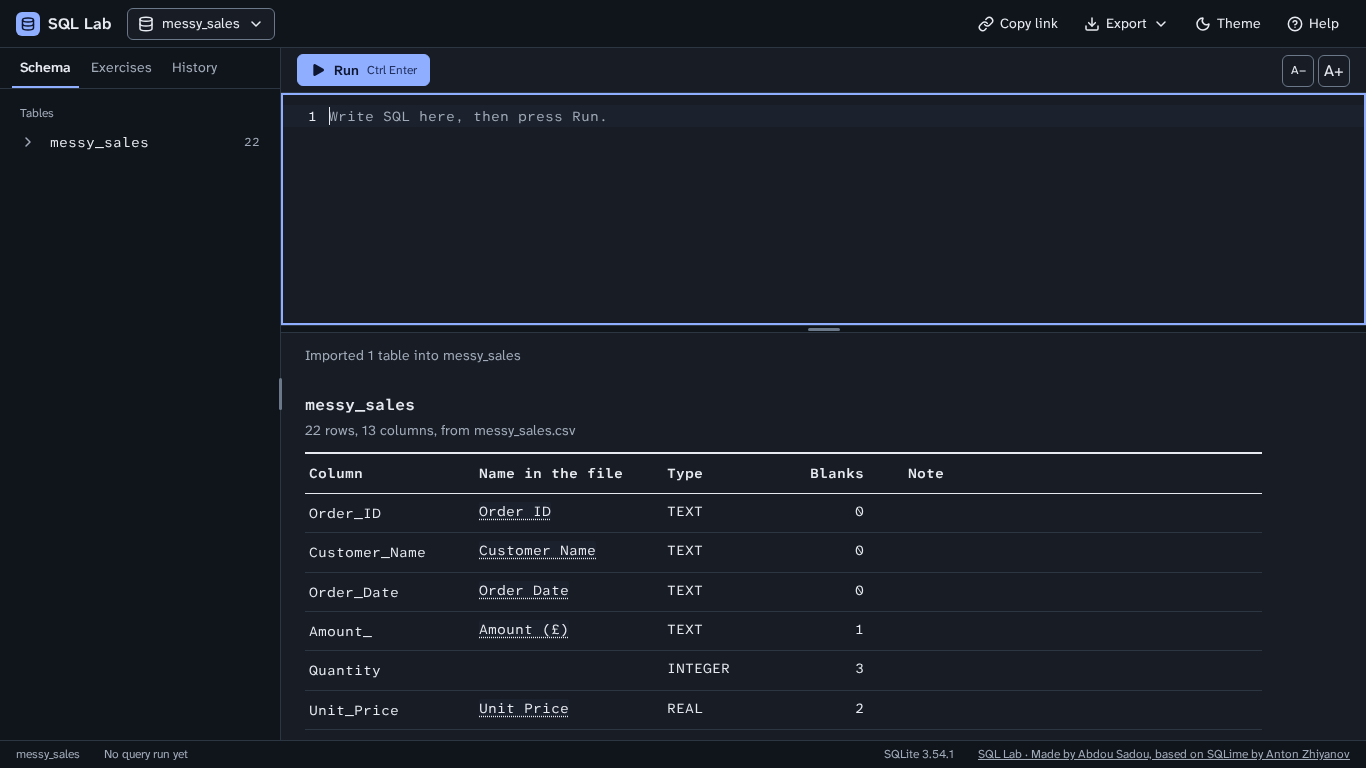 SQL Lab
messy_sales
Copy link
Export
Theme
Help
Schema
Exercises
History
Run Ctrl Enter
A−
A+
Tables
messy_sales 22
1 Write SQL here, then press Run.
Imported 1 table into messy_sales
messy_sales
22 rows, 13 columns, from messy_sales.csv
Column Name in the file Type Blanks Note
Order_ID Order ID TEXT 0
Customer_Name Customer Name TEXT 0
Order_Date Order Date TEXT 0
Amount_ Amount (£) TEXT 1
Quantity INTEGER 3
Unit_Price Unit Price REAL 2
messy_sales No query run yet SQLite 3.54.1 SQL Lab · Made by Abdou Sadou, based on SQLime by Anton Zhiyanov